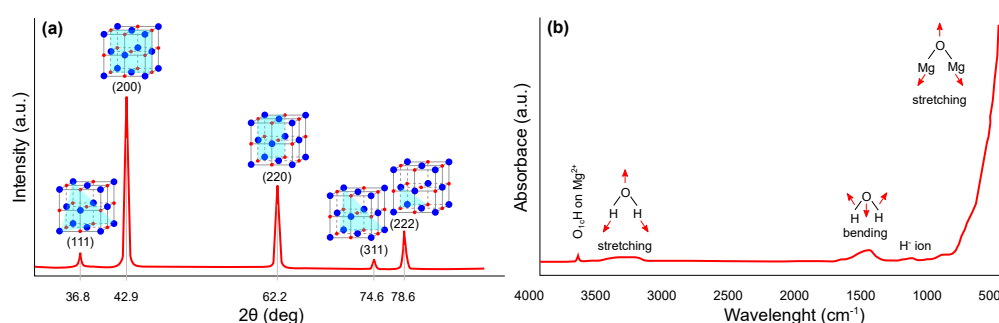 (a)
Intensity (a.u.)
(111)
(200)
(220)
(311)
(222)
36.8
42.9
62.2
74.6
78.6
2θ (deg)
(b)
Absorbace (a.u.)
O1cH on Mg²⁺
O
H H
stretching
O
H H
bending
H⁻ ion
O
Mg Mg
stretching
4000
3500
3000
2500
2000
1500
1000
500
Wavelenght (cm⁻¹)